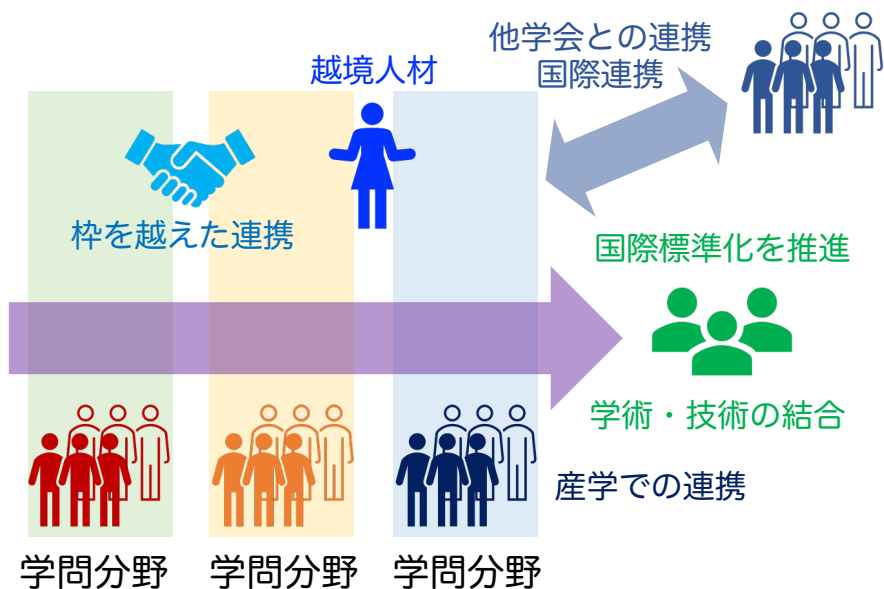 他学会との連携
国際連携
越境人材
枠を越えた連携
国際標準化を推進
学術・技術の結合
産学での連携
学問分野
学問分野
学問分野